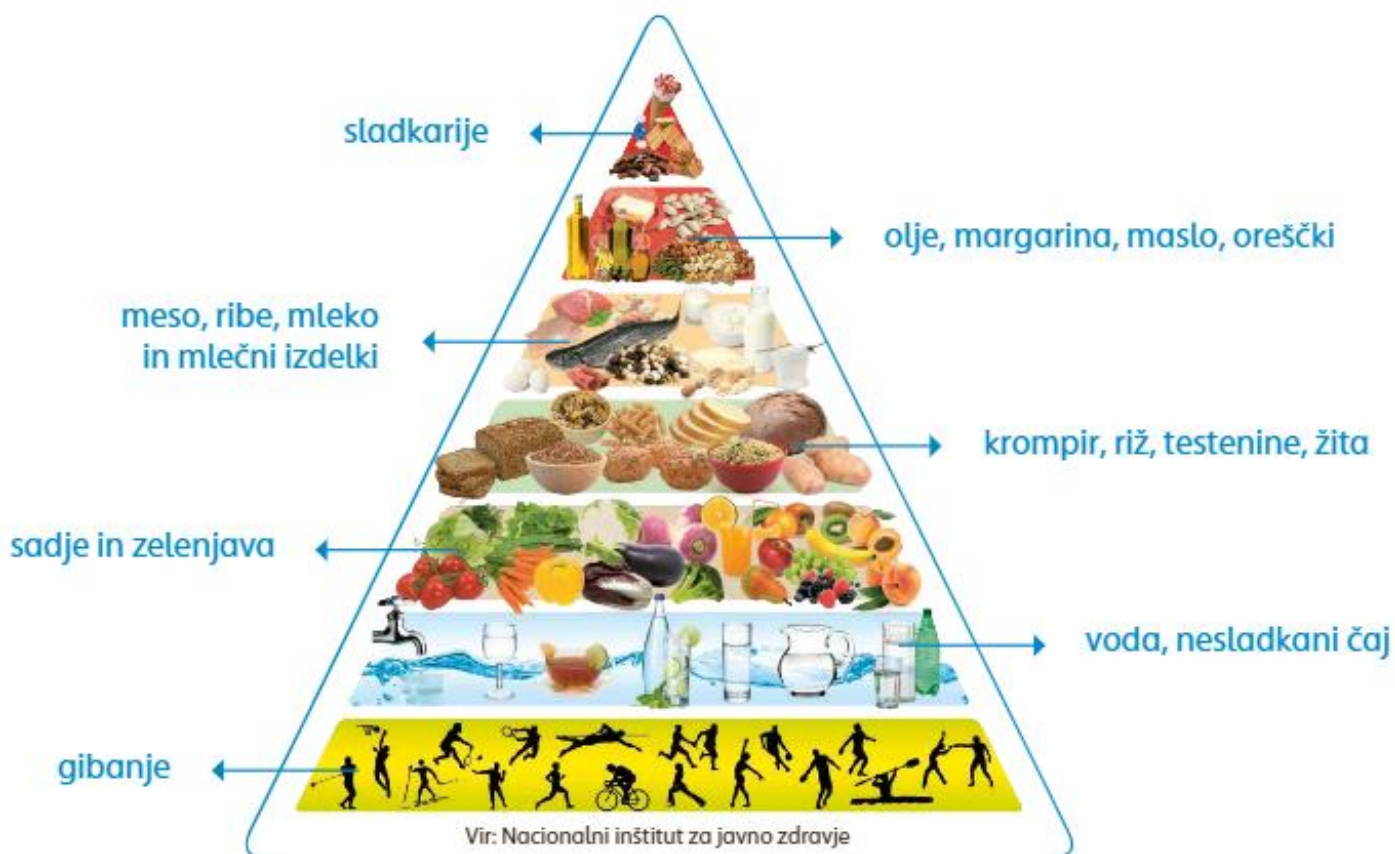 sladkarije
olje, margarina, maslo, oreščki
meso, ribe, mleko
in mlečni izdelki
krompir, riž, testenine, žita
sadje in zelenjava
voda, nesladkani čaj
gibanje
Vir: Nacionalni inštitut za javno zdravje